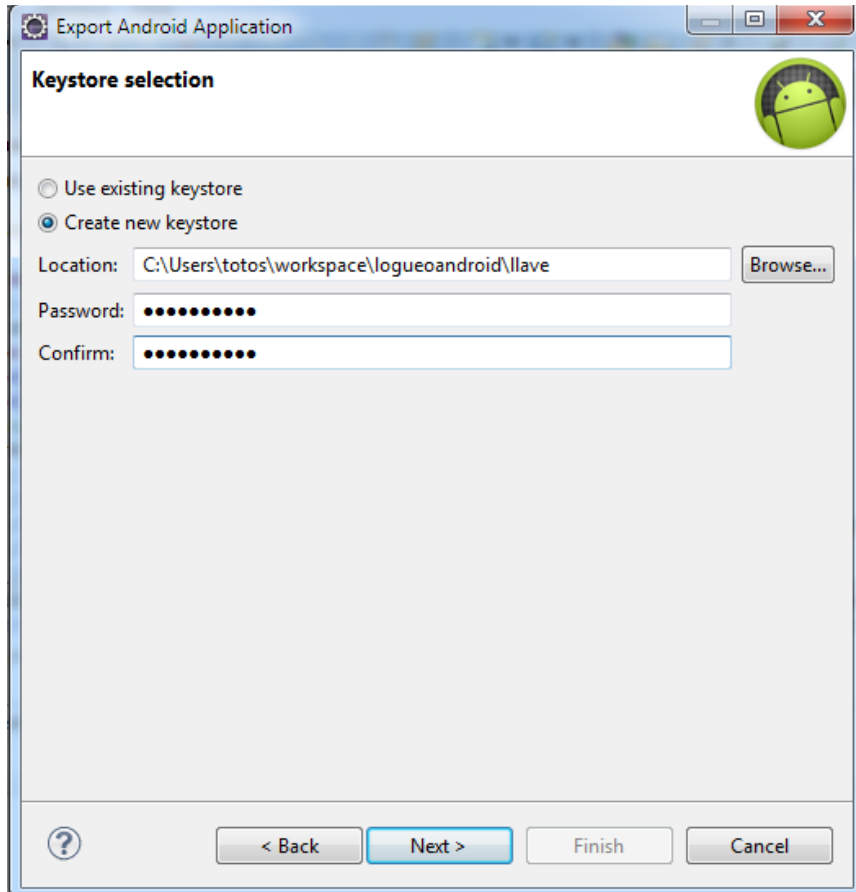 Export Android Application
Keystore selection
Use existing keystore
Create new keystore
Location: C:\Users\totos\workspace\logueoandroid\llave Browse...
Password: ●●●●●●●●●●
Confirm: ●●●●●●●●●●
? < Back Next > Finish Cancel